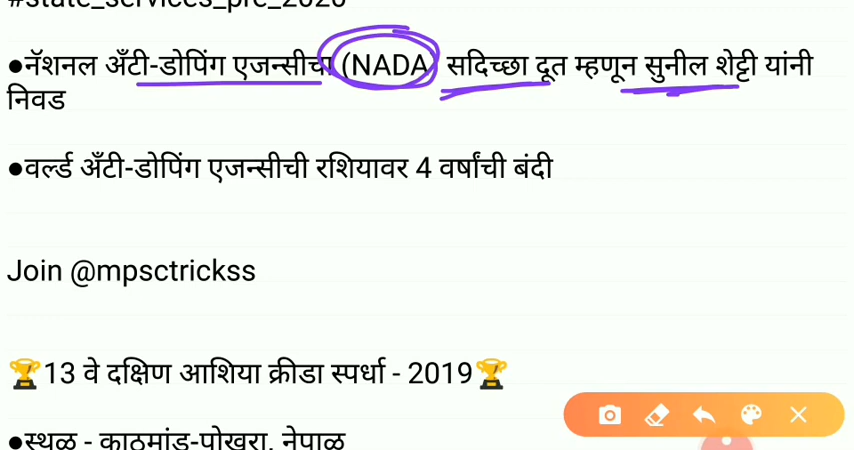 #state_services_pre_2020
●नॅशनल अँटी-डोपिंग एजन्सीचा (NADA) सदिच्छा दूत म्हणून सुनील शेट्टी यांनी
निवड
●वर्ल्ड अँटी-डोपिंग एजन्सीची रशियावर 4 वर्षांची बंदी
Join @mpsctrickss
🏆13 वे दक्षिण आशिया क्रीडा स्पर्धा - 2019🏆
●स्थळ - काठमांडू-पोखरा, नेपाळ